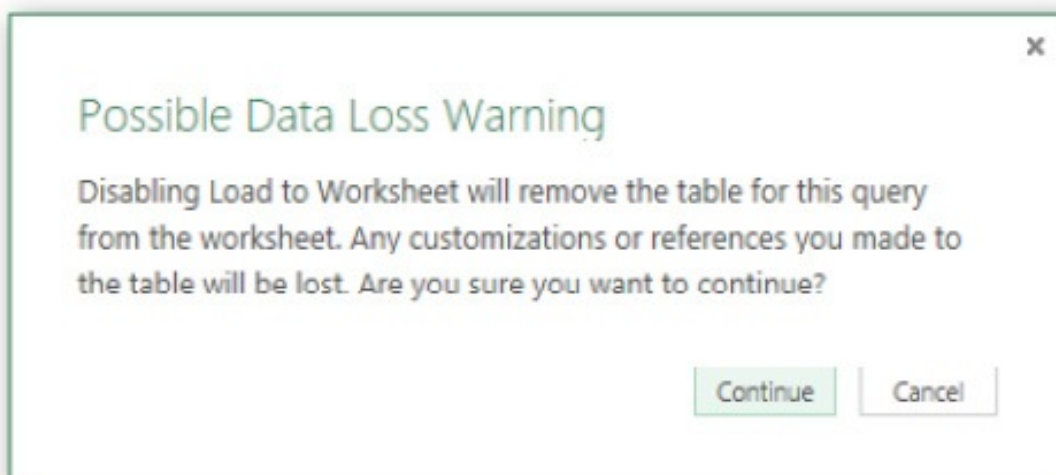 Possible Data Loss Warning
Disabling Load to Worksheet will remove the table for this query
from the worksheet. Any customizations or references you made to
the table will be lost. Are you sure you want to continue?
Continue Cancel